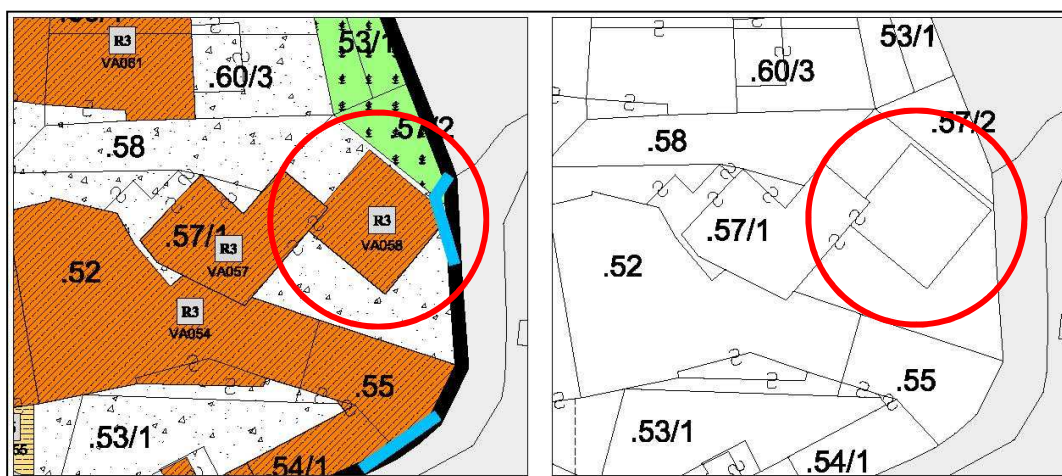 R3
VA061
53/1
.60/3
.57/2
.58
R3
VA058
.57/1
R3
VA057
.52
R3
VA054
.55
.53/1
.54/1
55
53/1
.60/3
.57/2
.58
.57/1
.52
.55
.53/1
.54/1